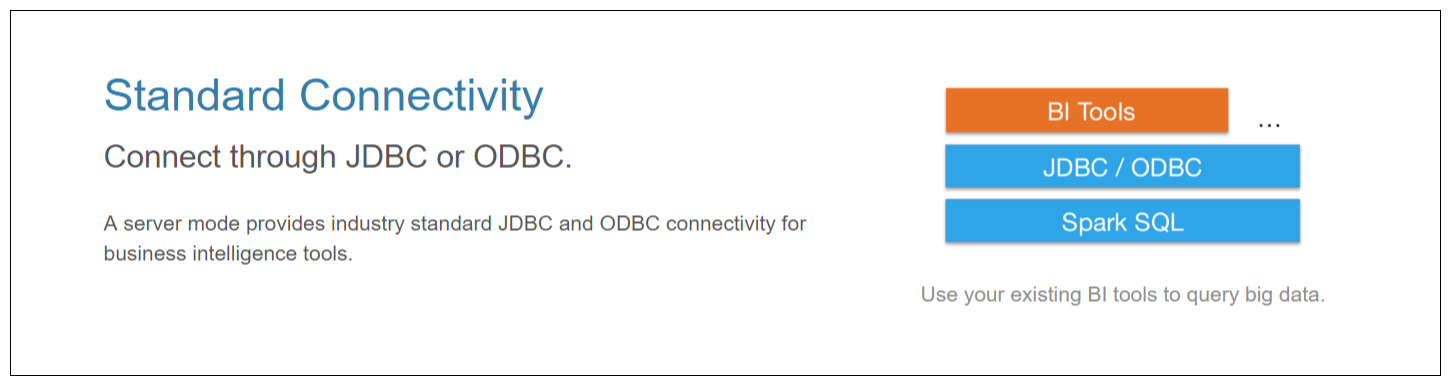 Standard Connectivity
Connect through JDBC or ODBC.
A server mode provides industry standard JDBC and ODBC connectivity for
business intelligence tools.
BI Tools
...
JDBC / ODBC
Spark SQL
Use your existing BI tools to query big data.